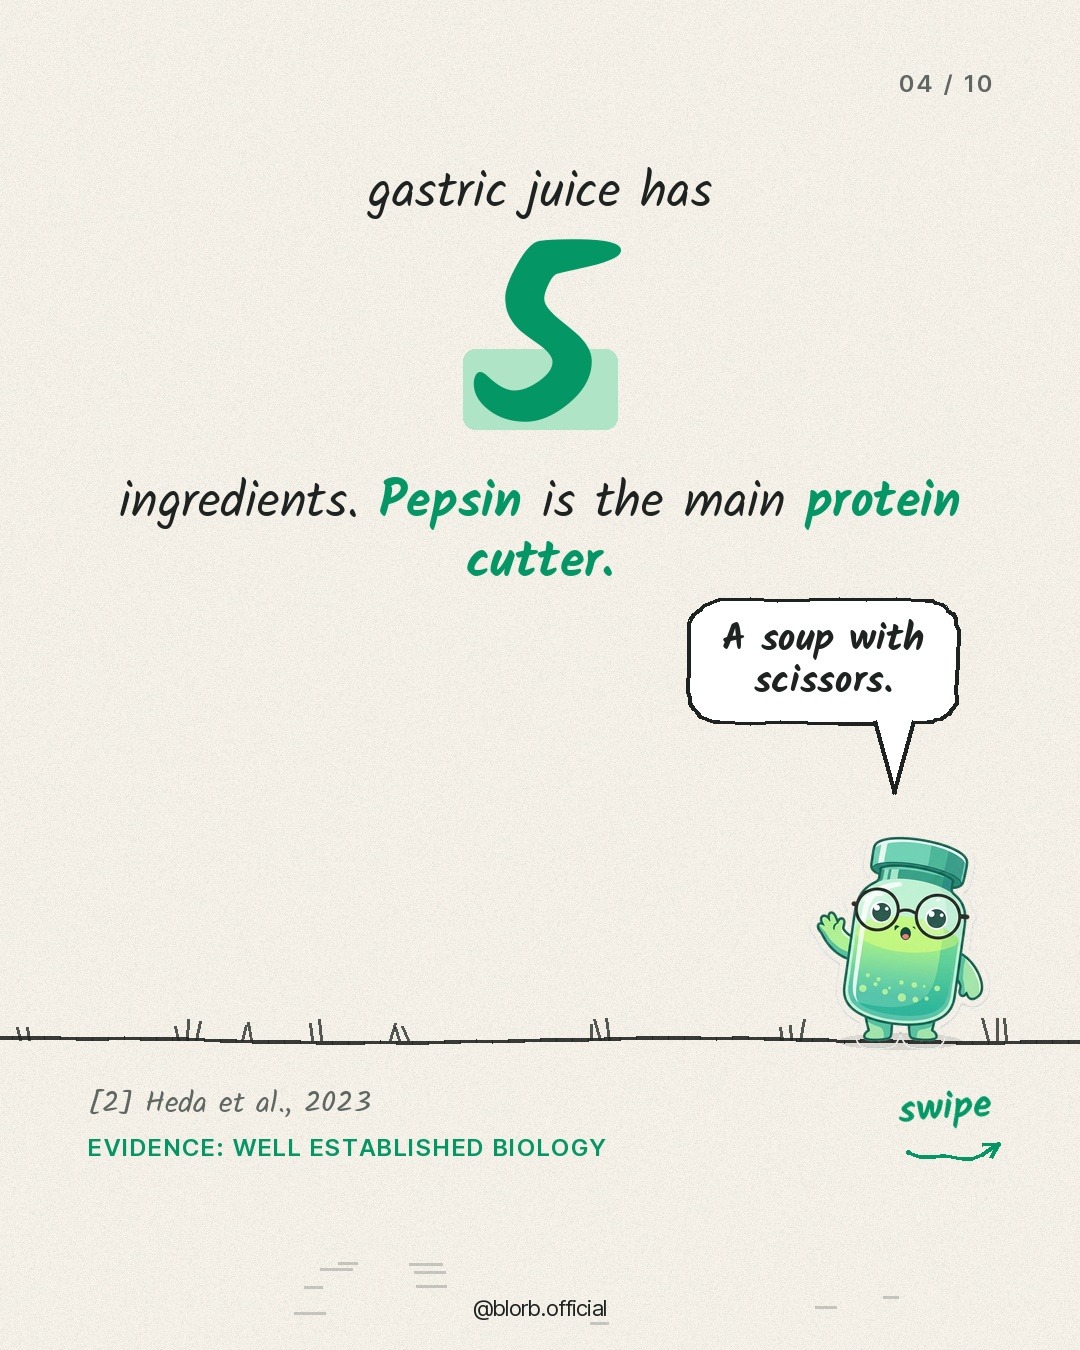 04 / 10
gastric juice has
5
ingredients. Pepsin is the main protein
cutter.
A soup with
scissors.
[2] Heda et al., 2023
EVIDENCE: WELL ESTABLISHED BIOLOGY
swipe
@blorb.official